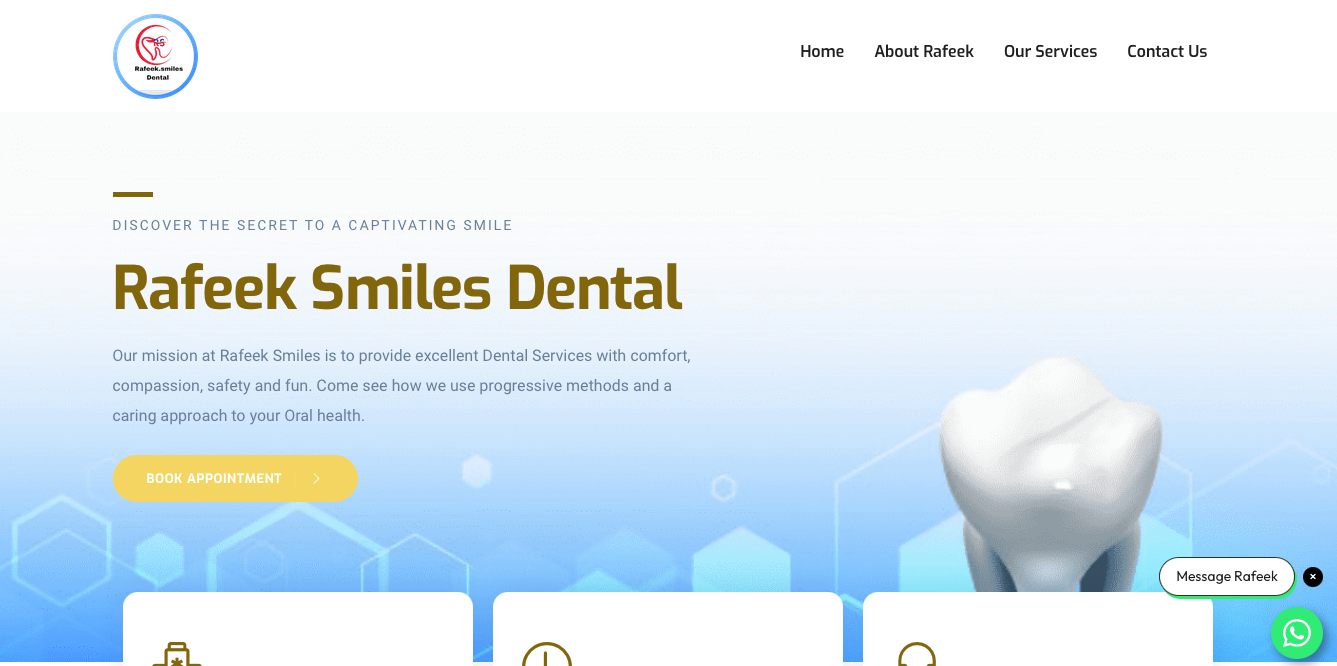 RS
Rafeek.smiles
Dental
Home
About Rafeek
Our Services
Contact Us
DISCOVER THE SECRET TO A CAPTIVATING SMILE
Rafeek Smiles Dental
Our mission at Rafeek Smiles is to provide excellent Dental Services with comfort,
compassion, safety and fun. Come see how we use progressive methods and a
caring approach to your Oral health.
BOOK APPOINTMENT
Message Rafeek